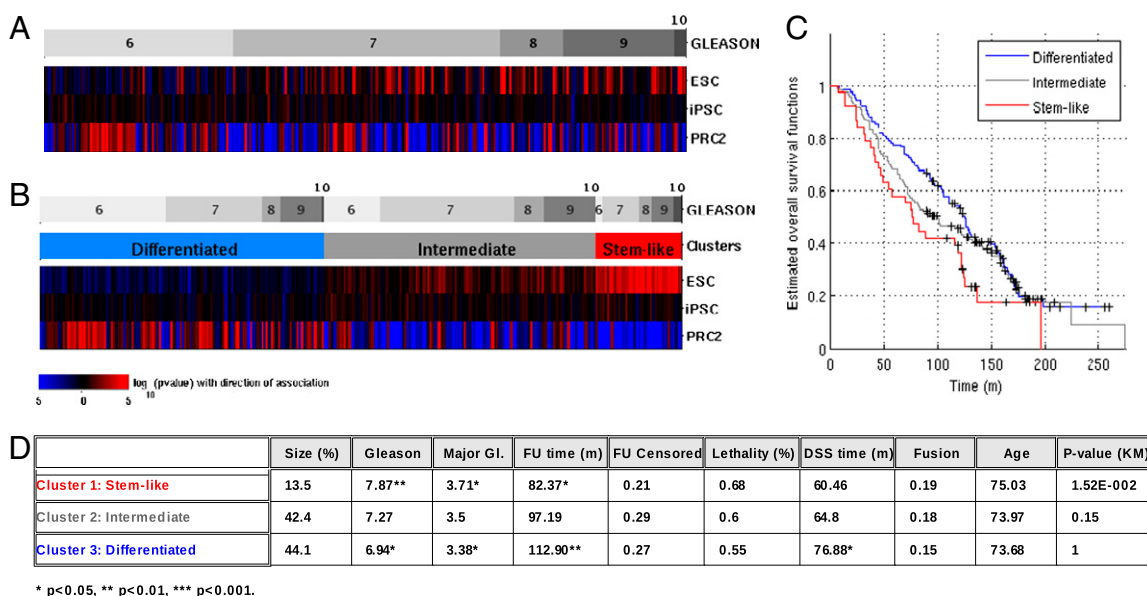 A
6 7 8 9 10 GLEASON
ESC
iPSC
PRC2
B
6 7 8 9 10 6 7 8 9 10 6 7 8 9 10 GLEASON
Differentiated Intermediate Stem-like Clusters
ESC
iPSC
PRC2
log10 (pvalue) with direction of association
5 0 5
C
Differentiated
Intermediate
Stem-like
Estimated overall survival functions
1
0.8
0.6
0.4
0.2
0
0 50 100 150 200 250
Time (m)
D
Size (%) Gleason Major Gl. FU time (m) FU Censored Lethality (%) DSS time (m) Fusion Age P-value (KM)
Cluster 1: Stem-like 13.5 7.87** 3.71* 82.37* 0.21 0.68 60.46 0.19 75.03 1.52E-002
Cluster 2: Intermediate 42.4 7.27 3.5 97.19 0.29 0.6 64.8 0.18 73.97 0.15
Cluster 3: Differentiated 44.1 6.94* 3.38* 112.90** 0.27 0.55 76.88* 0.15 73.68 1
* p<0.05, ** p<0.01, *** p<0.001.